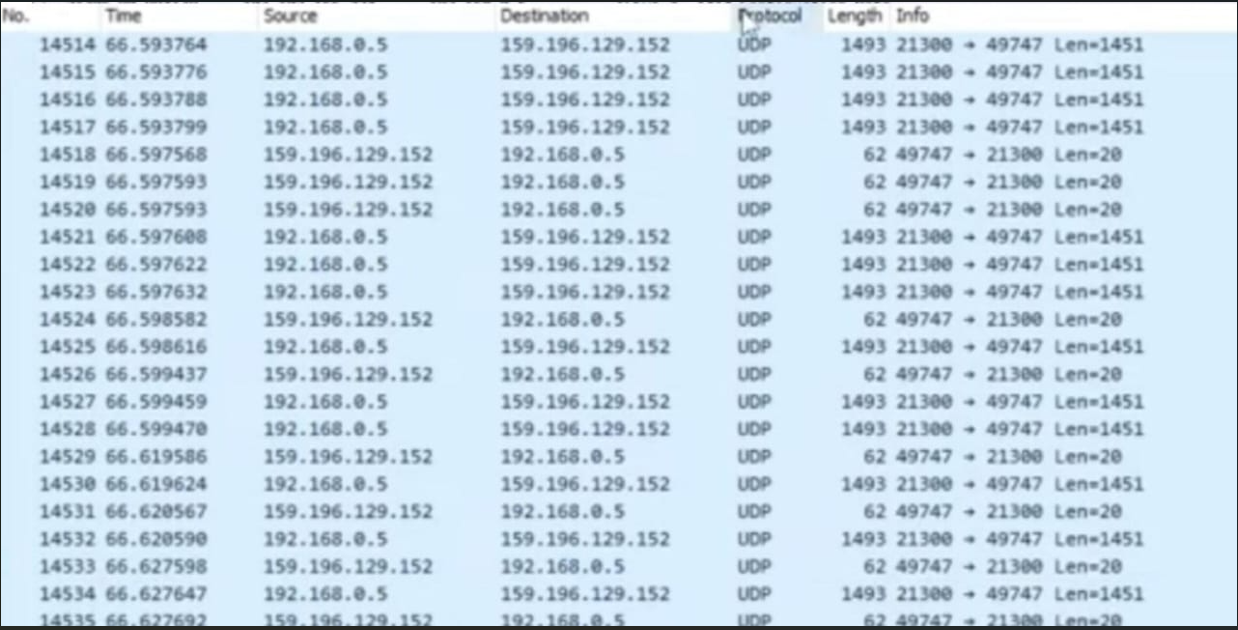 No. Time Source Destination Protocol Length Info
14514 66.593764 192.168.0.5 159.196.129.152 UDP 1493 21300 → 49747 Len=1451
14515 66.593776 192.168.0.5 159.196.129.152 UDP 1493 21300 → 49747 Len=1451
14516 66.593788 192.168.0.5 159.196.129.152 UDP 1493 21300 → 49747 Len=1451
14517 66.593799 192.168.0.5 159.196.129.152 UDP 1493 21300 → 49747 Len=1451
14518 66.597568 159.196.129.152 192.168.0.5 UDP 62 49747 → 21300 Len=20
14519 66.597593 159.196.129.152 192.168.0.5 UDP 62 49747 → 21300 Len=20
14520 66.597593 159.196.129.152 192.168.0.5 UDP 62 49747 → 21300 Len=20
14521 66.597608 192.168.0.5 159.196.129.152 UDP 1493 21300 → 49747 Len=1451
14522 66.597622 192.168.0.5 159.196.129.152 UDP 1493 21300 → 49747 Len=1451
14523 66.597632 192.168.0.5 159.196.129.152 UDP 1493 21300 → 49747 Len=1451
14524 66.598582 159.196.129.152 192.168.0.5 UDP 62 49747 → 21300 Len=20
14525 66.598616 192.168.0.5 159.196.129.152 UDP 1493 21300 → 49747 Len=1451
14526 66.599437 159.196.129.152 192.168.0.5 UDP 62 49747 → 21300 Len=20
14527 66.599459 192.168.0.5 159.196.129.152 UDP 1493 21300 → 49747 Len=1451
14528 66.599470 192.168.0.5 159.196.129.152 UDP 1493 21300 → 49747 Len=1451
14529 66.619586 159.196.129.152 192.168.0.5 UDP 62 49747 → 21300 Len=20
14530 66.619624 192.168.0.5 159.196.129.152 UDP 1493 21300 → 49747 Len=1451
14531 66.620567 159.196.129.152 192.168.0.5 UDP 62 49747 → 21300 Len=20
14532 66.620590 192.168.0.5 159.196.129.152 UDP 1493 21300 → 49747 Len=1451
14533 66.627598 159.196.129.152 192.168.0.5 UDP 62 49747 → 21300 Len=20
14534 66.627647 192.168.0.5 159.196.129.152 UDP 1493 21300 → 49747 Len=1451
14535 66.627692 159.196.129.152 192.168.0.5 UDP 62 49747 → 21300 Len=20